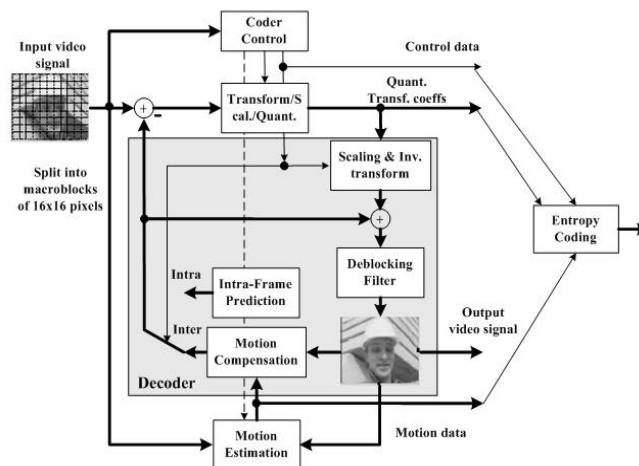 Coder
Control
Input video
signal
Control data
Transform/S
cal./Quant.
Quant.
Transf. coeffs
+
-
Split into
macroblocks
of 16x16 pixels
Scaling & Inv.
transform
+
Entropy
Coding
Deblocking
Filter
Intra
Intra-Frame
Prediction
Output
video signal
Inter
Motion
Compensation
Decoder
Motion data
Motion
Estimation